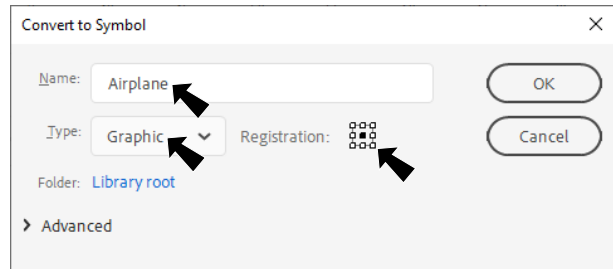 Convert to Symbol
Name: Airplane OK
Type: Graphic Registration: Cancel
Folder: Library root
Advanced